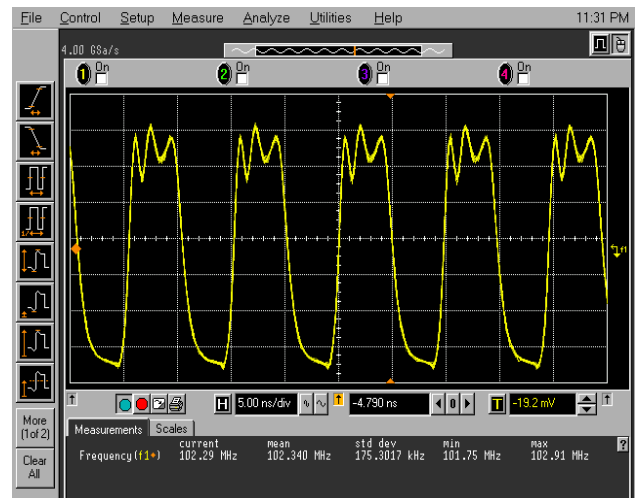 File Control Setup Measure Analyze Utilities Help 11:31 PM
4.00 GSa/s
1 On 2 On 3 On 4 On
f1
H 5.00 ns/div T -4.790 ns 0 T -19.2 mV T
More
(1of 2)
Clear
All
Measurements Scales
current mean std dev min max
Frequency(f1◆) 102.29 MHz 102.340 MHz 175.3017 kHz 101.75 MHz 102.91 MHz
?